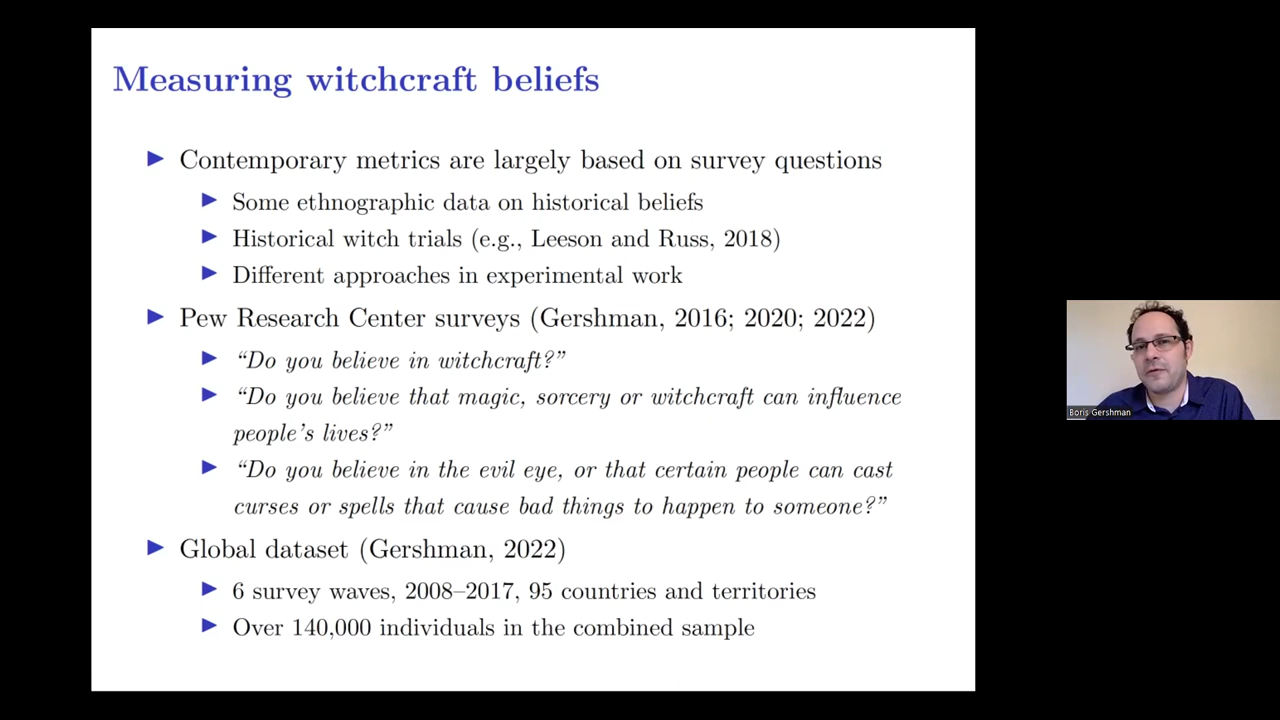 Measuring witchcraft beliefs
▶ Contemporary metrics are largely based on survey questions
▶ Some ethnographic data on historical beliefs
▶ Historical witch trials (e.g., Leeson and Russ, 2018)
▶ Different approaches in experimental work
▶ Pew Research Center surveys (Gershman, 2016; 2020; 2022)
▶ “Do you believe in witchcraft?”
▶ “Do you believe that magic, sorcery or witchcraft can influence
people’s lives?”
▶ “Do you believe in the evil eye, or that certain people can cast
curses or spells that cause bad things to happen to someone?”
▶ Global dataset (Gershman, 2022)
▶ 6 survey waves, 2008–2017, 95 countries and territories
▶ Over 140,000 individuals in the combined sample
Boris Gershman